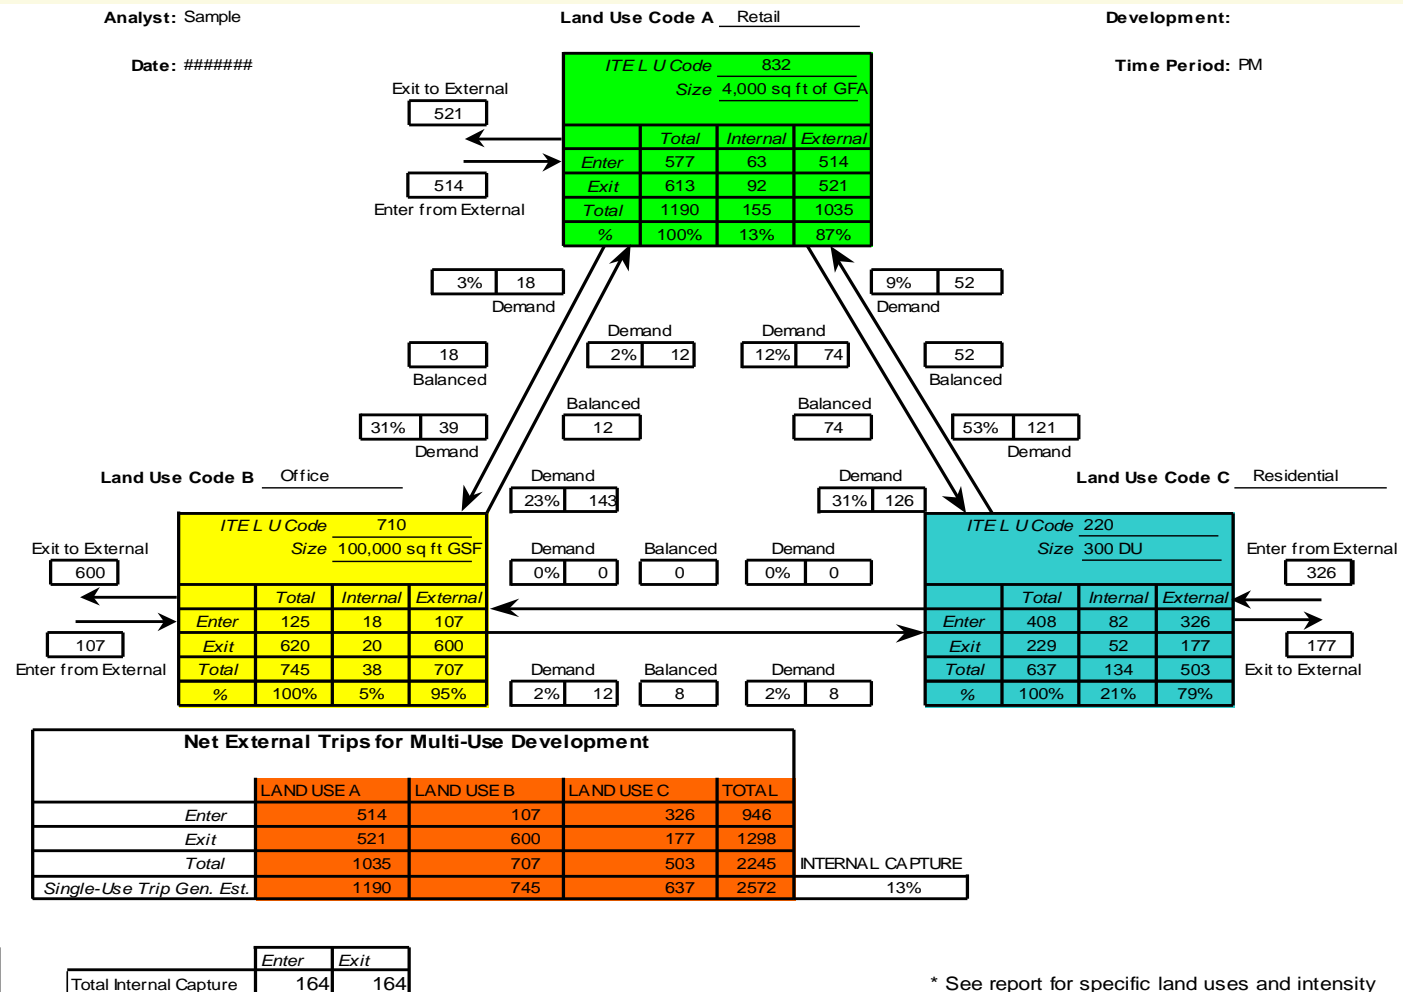 Analyst: Sample
Land Use Code A Retail
Development:
Date: #######
Time Period: PM
ITE L U Code 832
Size 4,000 sq ft of GFA
Total Internal External
Enter 577 63 514
Exit 613 92 521
Total 1190 155 1035
% 100% 13% 87%
Exit to External
521
514
Enter from External
3% 18
Demand
9% 52
Demand
Demand
2% 12
Demand
12% 74
18
Balanced
52
Balanced
Balanced
12
Balanced
74
31% 39
Demand
53% 121
Demand
Land Use Code B Office
Demand
23% 143
Demand
31% 126
Land Use Code C Residential
ITE L U Code 710
Size 100,000 sq ft GSF
Total Internal External
Enter 125 18 107
Exit 620 20 600
Total 745 38 707
% 100% 5% 95%
Exit to External
600
107
Enter from External
Demand Balanced Demand
0% 0 0 0% 0
Demand Balanced Demand
2% 12 8 2% 8
ITE L U Code 220
Size 300 DU
Total Internal External
Enter 408 82 326
Exit 229 52 177
Total 637 134 503
% 100% 21% 79%
Enter from External
326
177
Exit to External
Net External Trips for Multi-Use Development
LAND USE A LAND USE B LAND USE C TOTAL
Enter 514 107 326 946
Exit 521 600 177 1298
Total 1035 707 503 2245 INTERNAL CAPTURE
Single-Use Trip Gen. Est. 1190 745 637 2572 13%
Enter Exit
Total Internal Capture 164 164
* See report for specific land uses and intensity